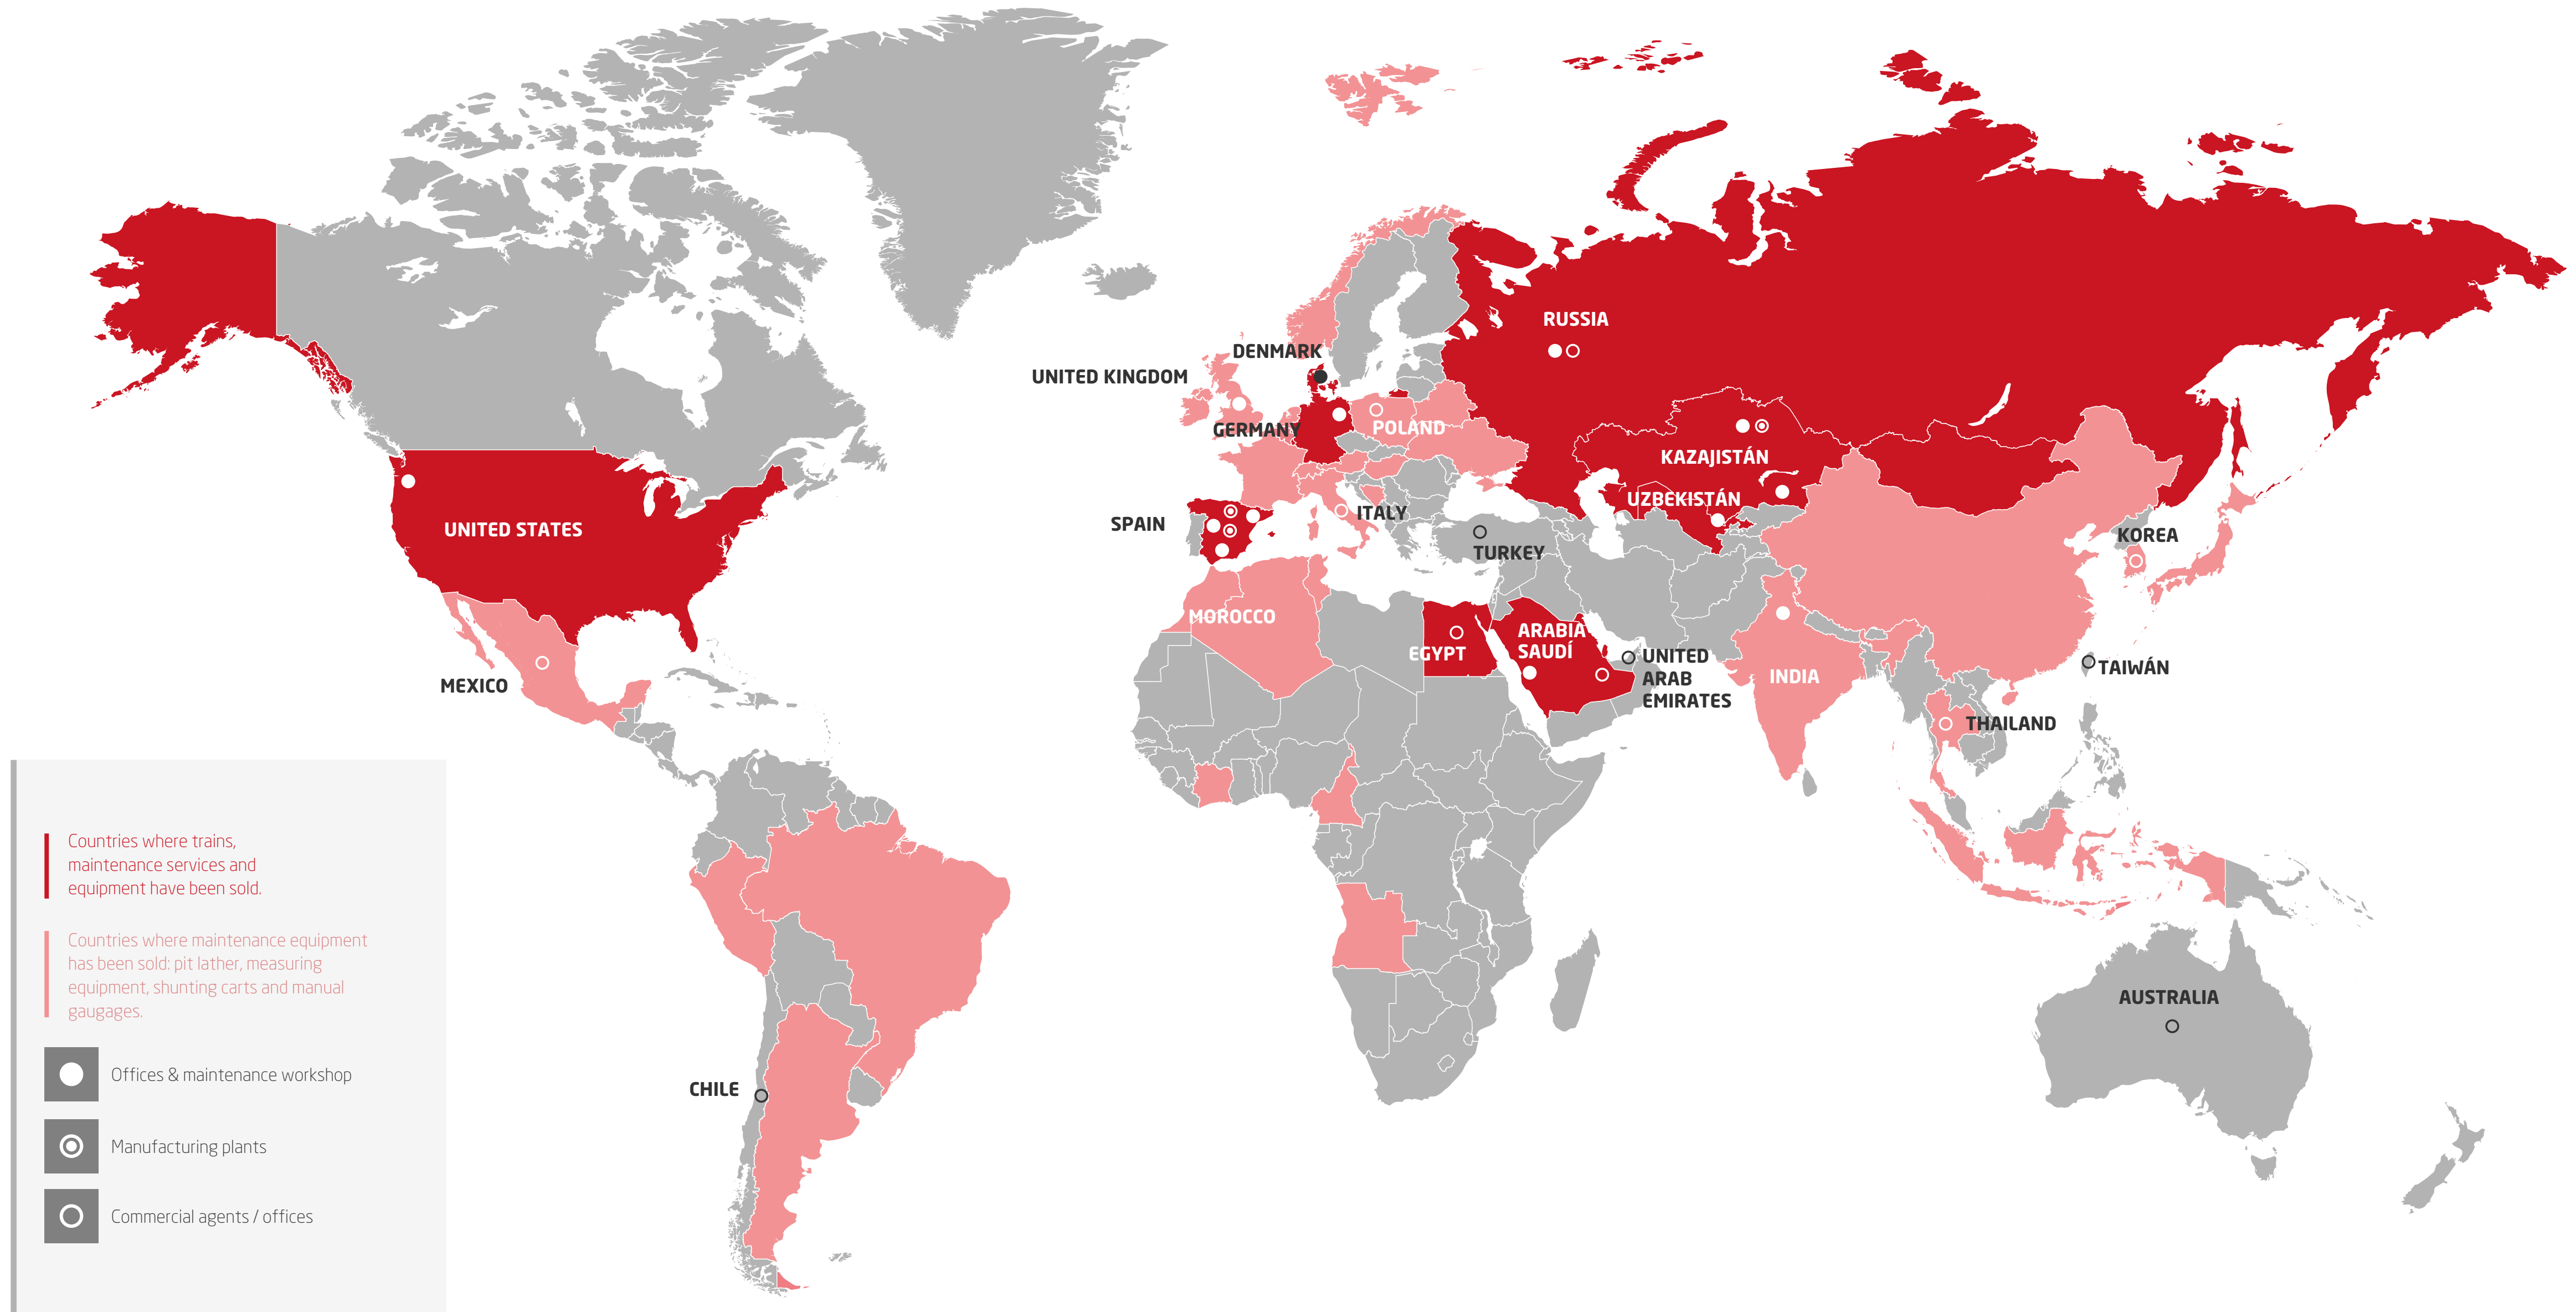 RUSSIA
DENMARK
UNITED KINGDOM
GERMANY
POLAND
KAZAJISTÁN
UZBEKISTÁN
UNITED STATES
SPAIN
ITALY
TURKEY
KOREA
MOROCCO
EGYPT
ARABIA
SAUDÍ
UNITED
ARAB
EMIRATES
INDIA
TAIWÁN
MEXICO
THAILAND
AUSTRALIA
CHILE
Countries where trains,
maintenance services and
equipment have been sold.
Countries where maintenance equipment
has been sold: pit lather, measuring
equipment, shunting carts and manual
gaugages.
Offices & maintenance workshop
Manufacturing plants
Commercial agents / offices